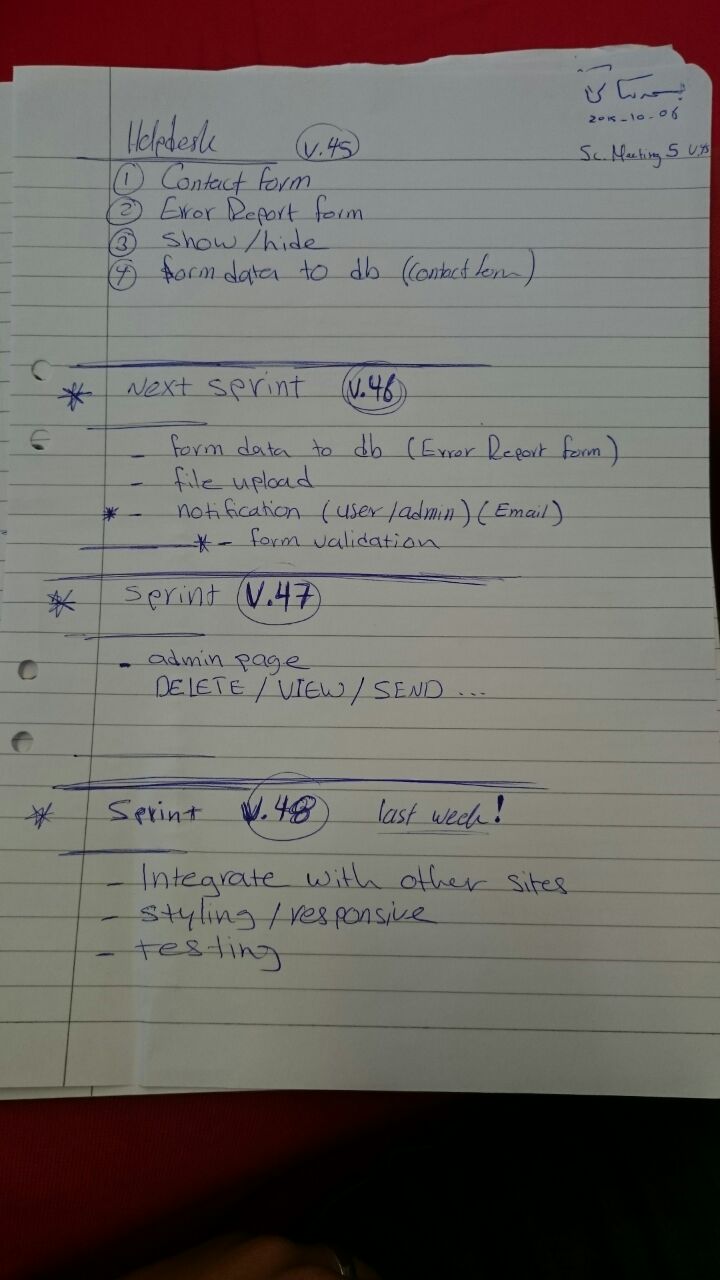 2015-10-06
Sc. Meeting 5 V.45
Helpdesk V.45
① Contact form
② Error Report form
③ show/hide
④ form data to db (Contact form)
* Next sprint V.46
- form data to db (Error Report form)
- file upload
* - notification (user/admin) (Email)
* - form validation
* Sprint V.47
- admin page
DELETE / VIEW / SEND ...
* Sprint V.48 last week!
- Integrate with other sites
- styling / responsive
- testing